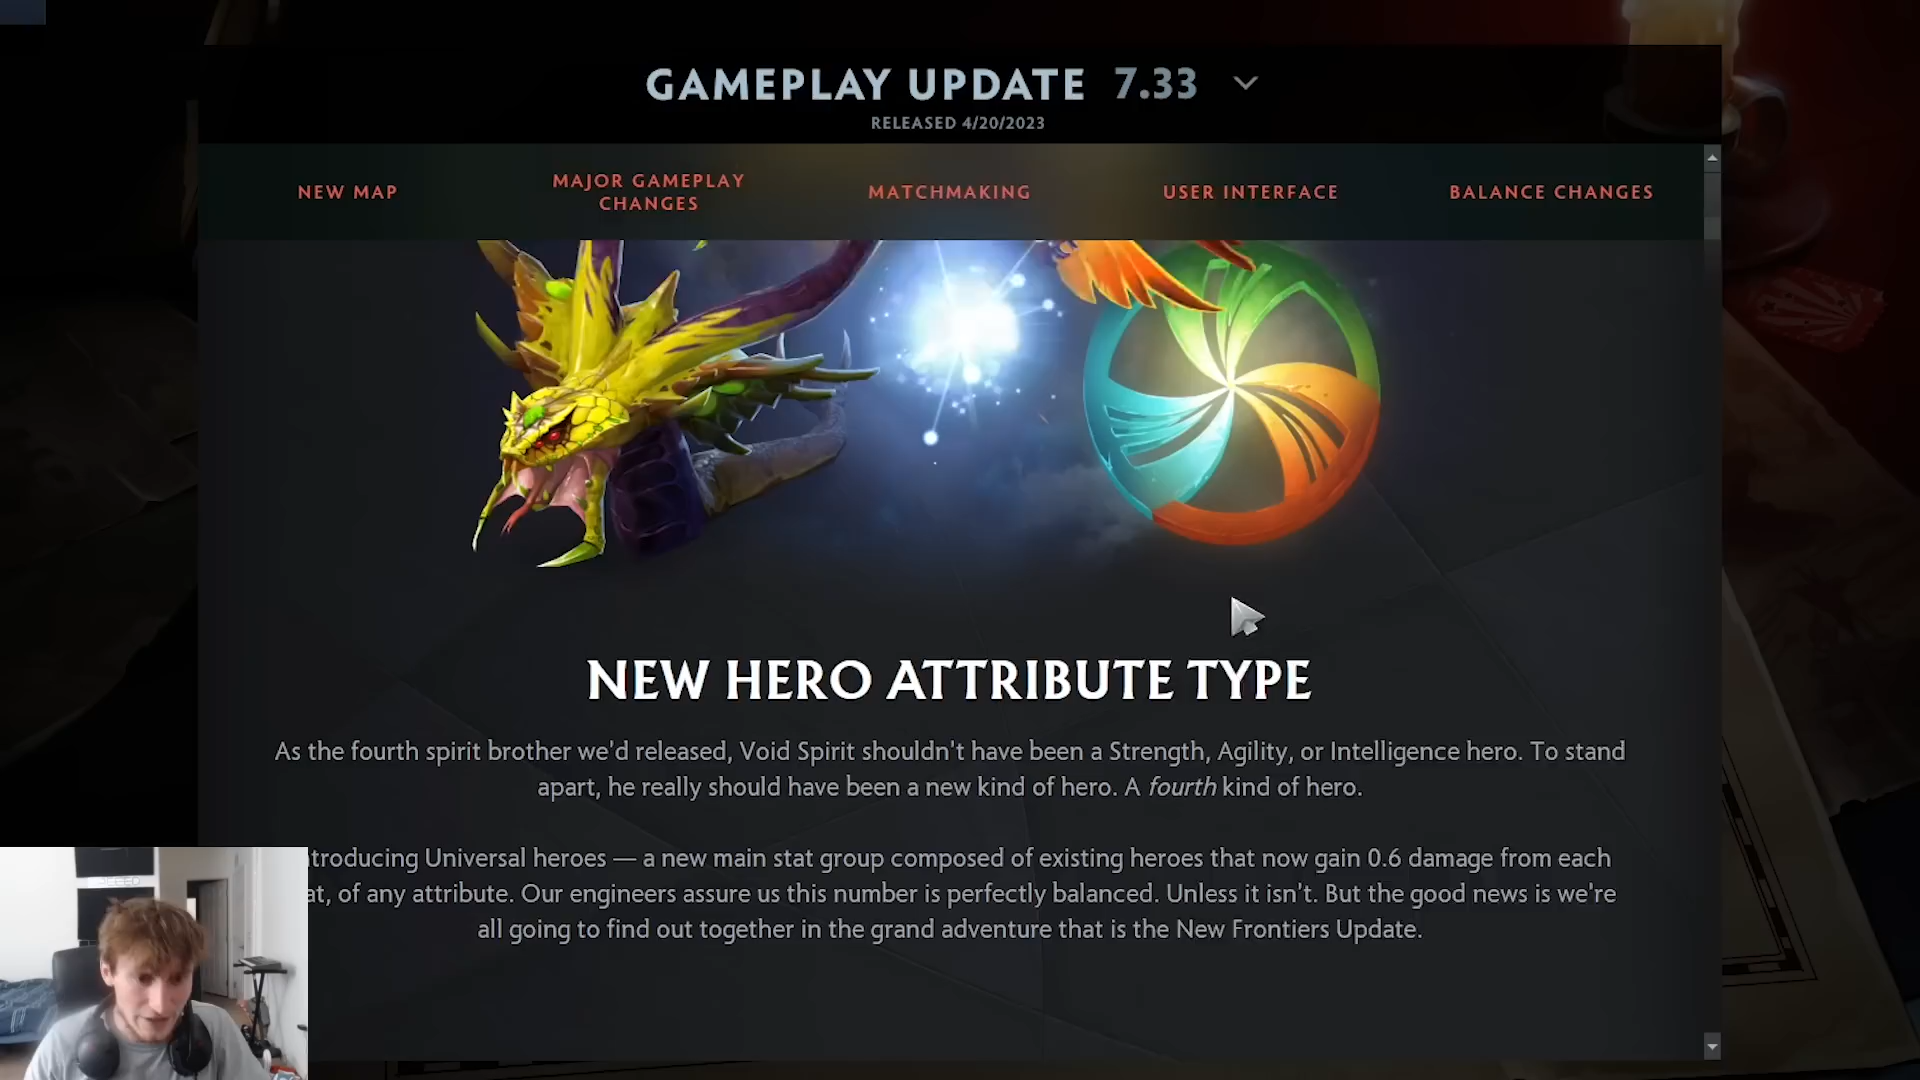 GAMEPLAY UPDATE 7.33
RELEASED 4/20/2023
NEW MAP
MAJOR GAMEPLAY
CHANGES
MATCHMAKING
USER INTERFACE
BALANCE CHANGES
NEW HERO ATTRIBUTE TYPE
As the fourth spirit brother we'd released, Void Spirit shouldn't have been a Strength, Agility, or Intelligence hero. To stand
apart, he really should have been a new kind of hero. A fourth kind of hero.
troducing Universal heroes — a new main stat group composed of existing heroes that now gain 0.6 damage from each
at, of any attribute. Our engineers assure us this number is perfectly balanced. Unless it isn't. But the good news is we're
all going to find out together in the grand adventure that is the New Frontiers Update.